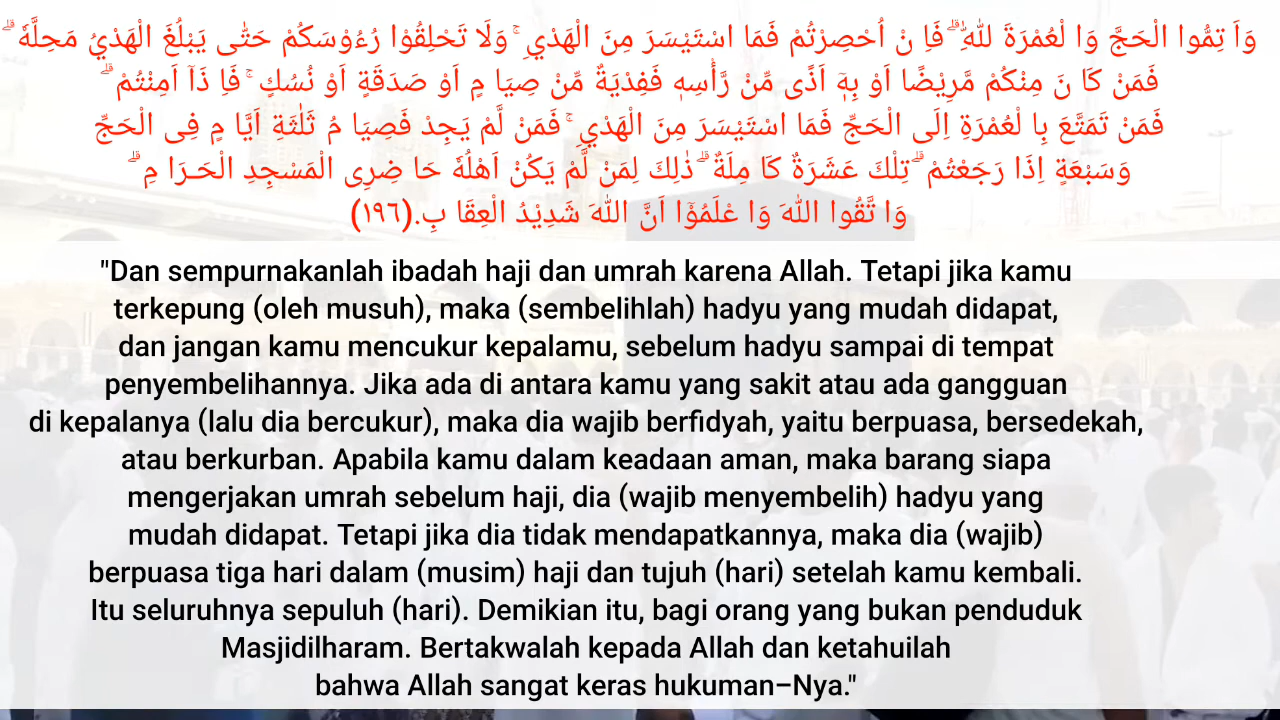 وَاَ تِمُّوا الْحَجَّ وَا لْعُمْرَةَ لِلّٰهِ ۗ فَاِ نْ اُحْصِرْتُمْ فَمَا اسْتَيْسَرَ مِنَ الْهَدْيِ ۚ وَلَا تَحْلِقُوْا رُءُوْسَكُمْ حَتّٰى يَبْلُغَ الْهَدْيُ مَحِلَّهٗ ۗ
فَمَنْ كَا نَ مِنْكُمْ مَّرِيْضًا اَوْ بِهٖۤ اَذًى مِّنْ رَّأْسِهٖ فَفِدْيَةٌ مِّنْ صِيَا مٍ اَوْ صَدَقَةٍ اَوْ نُسُكٍ ۚ فَاِ ذَاۤ اَمِنْتُمْ ۗ
فَمَنْ تَمَتَّعَ بِا لْعُمْرَةِ اِلَى الْحَجِّ فَمَا اسْتَيْسَرَ مِنَ الْهَدْيِ ۚ فَمَنْ لَّمْ يَجِدْ فَصِيَا مُ ثَلٰثَةِ اَيَّا مٍ فِى الْحَجِّ
وَسَبْعَةٍ اِذَا رَجَعْتُمْ ۗ تِلْكَ عَشَرَةٌ كَا مِلَةٌ ۗ ذٰلِكَ لِمَنْ لَّمْ يَكُنْ اَهْلُهٗ حَا ضِرِى الْمَسْجِدِ الْحَـرَا مِ ۗ
وَا تَّقُوا اللّٰهَ وَا عْلَمُوْۤا اَنَّ اللّٰهَ شَدِيْدُ الْعِقَا بِ.(١٩٦)
"Dan sempurnakanlah ibadah haji dan umrah karena Allah. Tetapi jika kamu
terkepung (oleh musuh), maka (sembelihlah) hadyu yang mudah didapat,
dan jangan kamu mencukur kepalamu, sebelum hadyu sampai di tempat
penyembelihannya. Jika ada di antara kamu yang sakit atau ada gangguan
di kepalanya (lalu dia bercukur), maka dia wajib berfidyah, yaitu berpuasa, bersedekah,
atau berkurban. Apabila kamu dalam keadaan aman, maka barang siapa
mengerjakan umrah sebelum haji, dia (wajib menyembelih) hadyu yang
mudah didapat. Tetapi jika dia tidak mendapatkannya, maka dia (wajib)
berpuasa tiga hari dalam (musim) haji dan tujuh (hari) setelah kamu kembali.
Itu seluruhnya sepuluh (hari). Demikian itu, bagi orang yang bukan penduduk
Masjidilharam. Bertakwalah kepada Allah dan ketahuilah
bahwa Allah sangat keras hukuman–Nya."